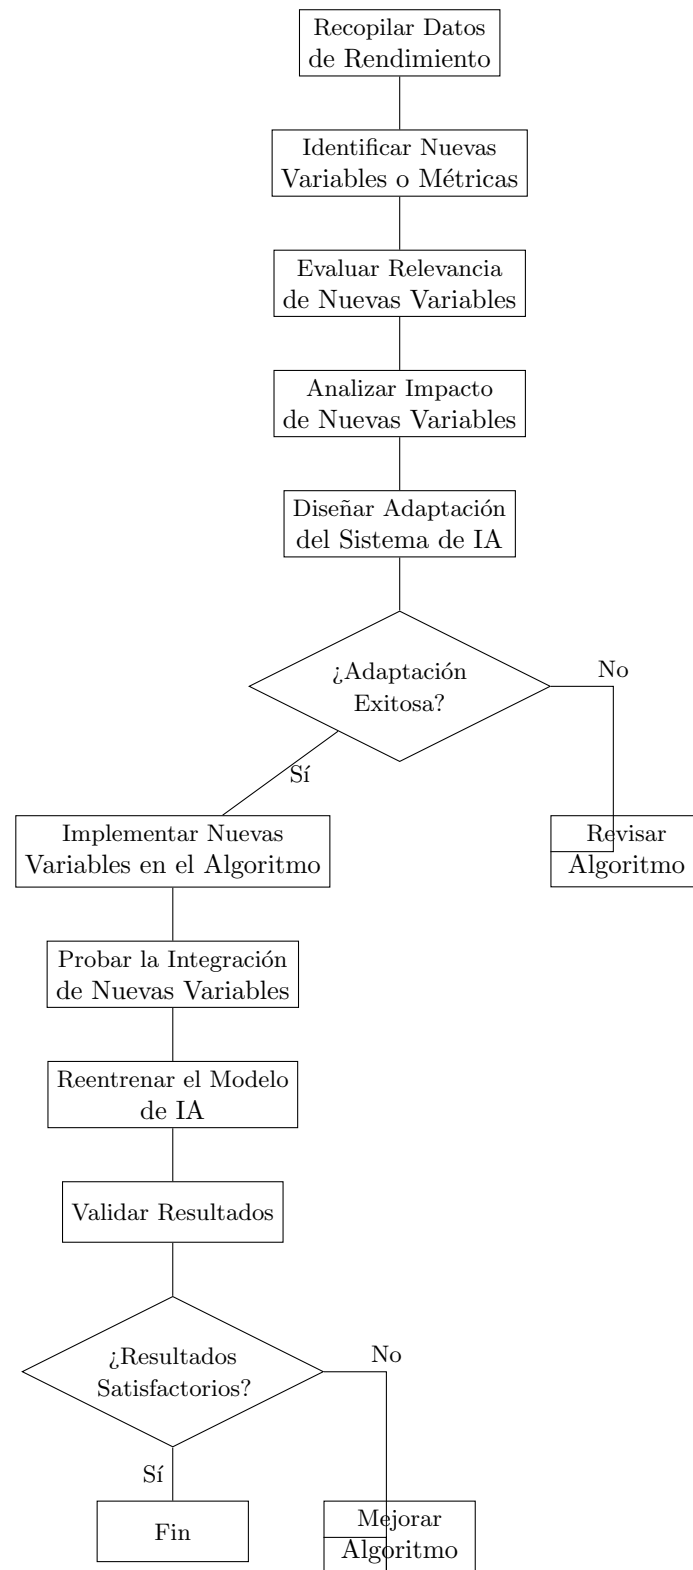 Recopilar Datos
de Rendimiento
Identificar Nuevas
Variables o Métricas
Evaluar Relevancia
de Nuevas Variables
Analizar Impacto
de Nuevas Variables
Diseñar Adaptación
del Sistema de IA
¿Adaptación
Exitosa?
No
Sí
Implementar Nuevas
Variables en el Algoritmo
Revisar
Algoritmo
Probar la Integración
de Nuevas Variables
Reentrenar el Modelo
de IA
Validar Resultados
¿Resultados
Satisfactorios?
No
Sí
Fin
Mejorar
Algoritmo